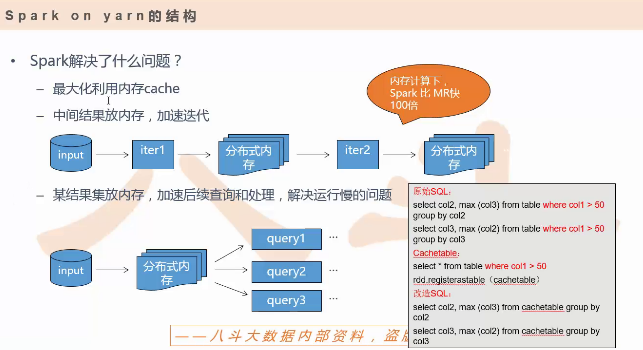 Spark on yarn的结构
• Spark解决了什么问题？
– 最大化利用内存cache
– 中间结果放内存，加速迭代
内存计算下，
Spark 比 MR快
100倍
input
iter1
分布式内
存
iter2
分布式内
存
– 某结果集放内存，加速后续查询和处理，解决运行慢的问题
input
分布式内
存
query1 ...
query2 ...
query3 ...
原始SQL：
select col2, max (col3) from table where col1 > 50
group by col2
select col3, max (col2) from table where col1 > 50
group by col3
Cachetable：
select * from table where col1 > 50
rdd.registerastable（cachetable）
改造SQL：
select col2, max (col3) from cachetable group by
col2
select col3, max (col2) from cachetable group by
col3
——八斗大数据内部资料，盗